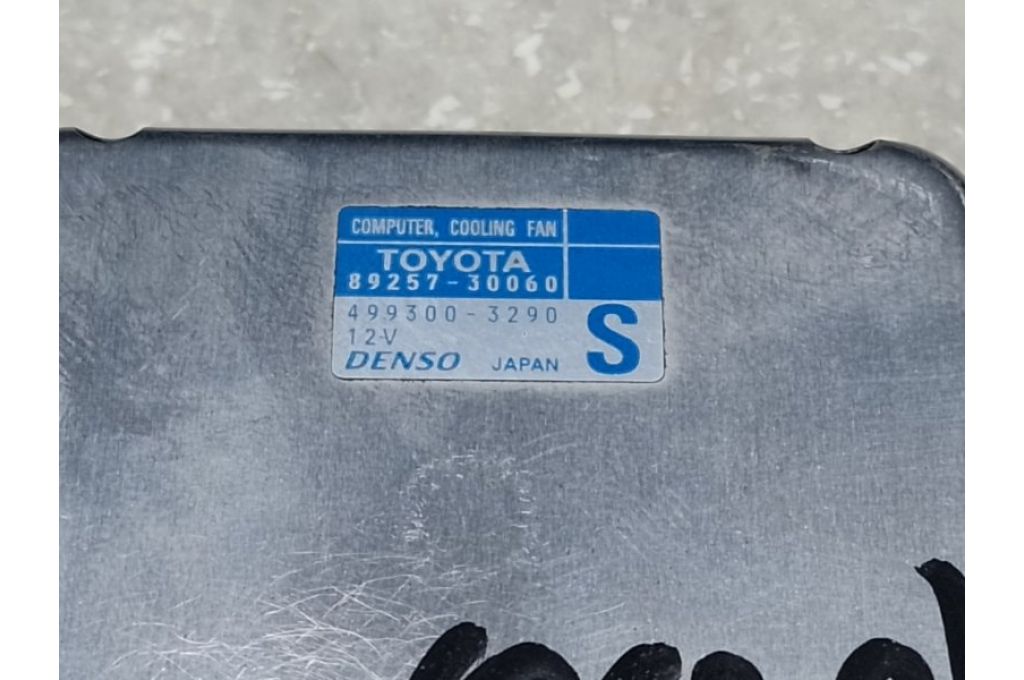 COMPUTER, COOLING FAN
TOYOTA
89257-30060
499300-3290
12V
DENSO JAPAN
S